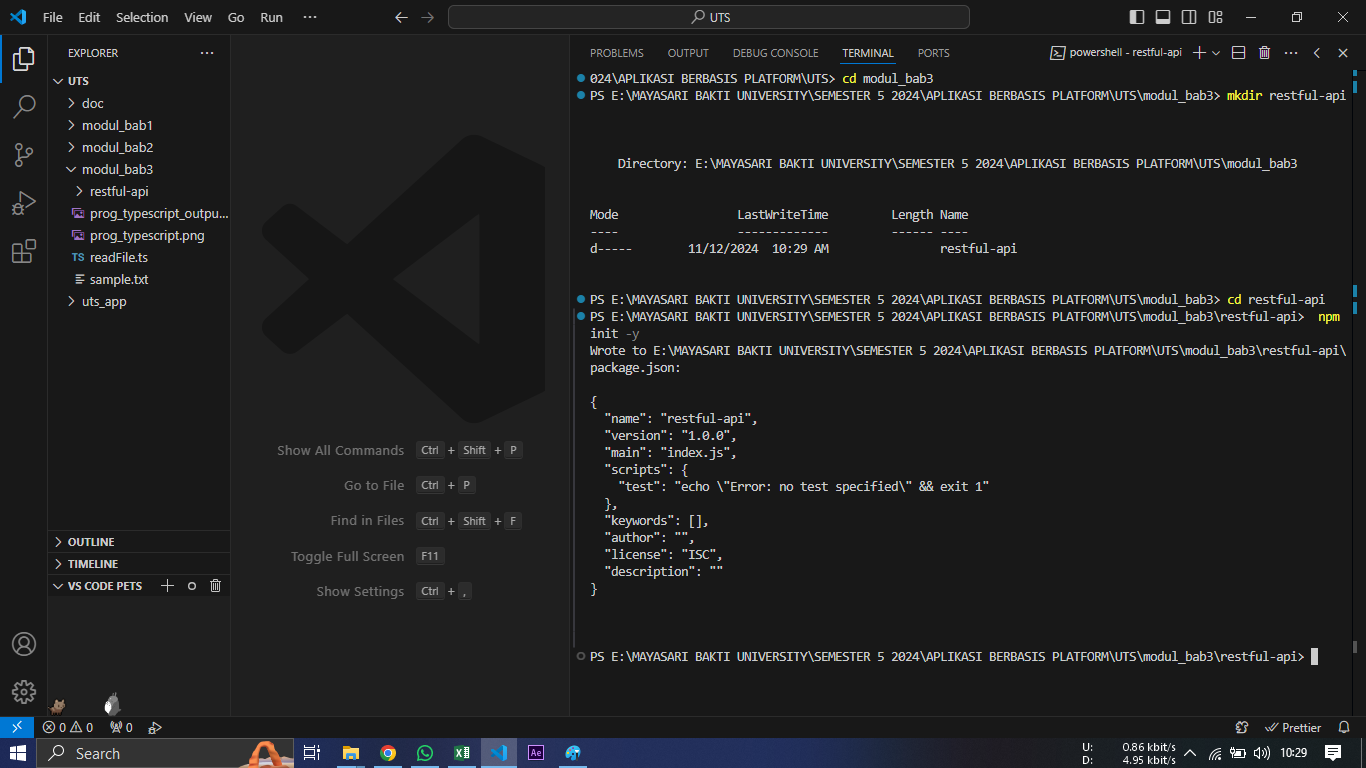 File Edit Selection View Go Run ··· UTS
EXPLORER ···
UTS
doc
modul_bab1
modul_bab2
modul_bab3
restful-api
prog_typescript_outpu...
prog_typescript.png
TS readFile.ts
sample.txt
uts_app
OUTLINE
TIMELINE
VS CODE PETS
Show All Commands Ctrl + Shift + P
Go to File Ctrl + P
Find in Files Ctrl + Shift + F
Toggle Full Screen F11
Show Settings Ctrl + ,
PROBLEMS OUTPUT DEBUG CONSOLE TERMINAL PORTS powershell - restful-api
024\APLIKASI BERBASIS PLATFORM\UTS> cd modul_bab3
PS E:\MAYASARI BAKTI UNIVERSITY\SEMESTER 5 2024\APLIKASI BERBASIS PLATFORM\UTS\modul_bab3> mkdir restful-api
Directory: E:\MAYASARI BAKTI UNIVERSITY\SEMESTER 5 2024\APLIKASI BERBASIS PLATFORM\UTS\modul_bab3
Mode LastWriteTime Length Name
---- ------------- ------ ----
d----- 11/12/2024 10:29 AM restful-api
PS E:\MAYASARI BAKTI UNIVERSITY\SEMESTER 5 2024\APLIKASI BERBASIS PLATFORM\UTS\modul_bab3> cd restful-api
PS E:\MAYASARI BAKTI UNIVERSITY\SEMESTER 5 2024\APLIKASI BERBASIS PLATFORM\UTS\modul_bab3\restful-api> npm
init -y
Wrote to E:\MAYASARI BAKTI UNIVERSITY\SEMESTER 5 2024\APLIKASI BERBASIS PLATFORM\UTS\modul_bab3\restful-api\
package.json:
{
"name": "restful-api",
"version": "1.0.0",
"main": "index.js",
"scripts": {
"test": "echo \"Error: no test specified\" && exit 1"
},
"keywords": [],
"author": "",
"license": "ISC",
"description": ""
}
PS E:\MAYASARI BAKTI UNIVERSITY\SEMESTER 5 2024\APLIKASI BERBASIS PLATFORM\UTS\modul_bab3\restful-api>
0 0 0 Prettier
Search Ae U: 0.86 kbit/s
D: 4.95 kbit/s 10:29